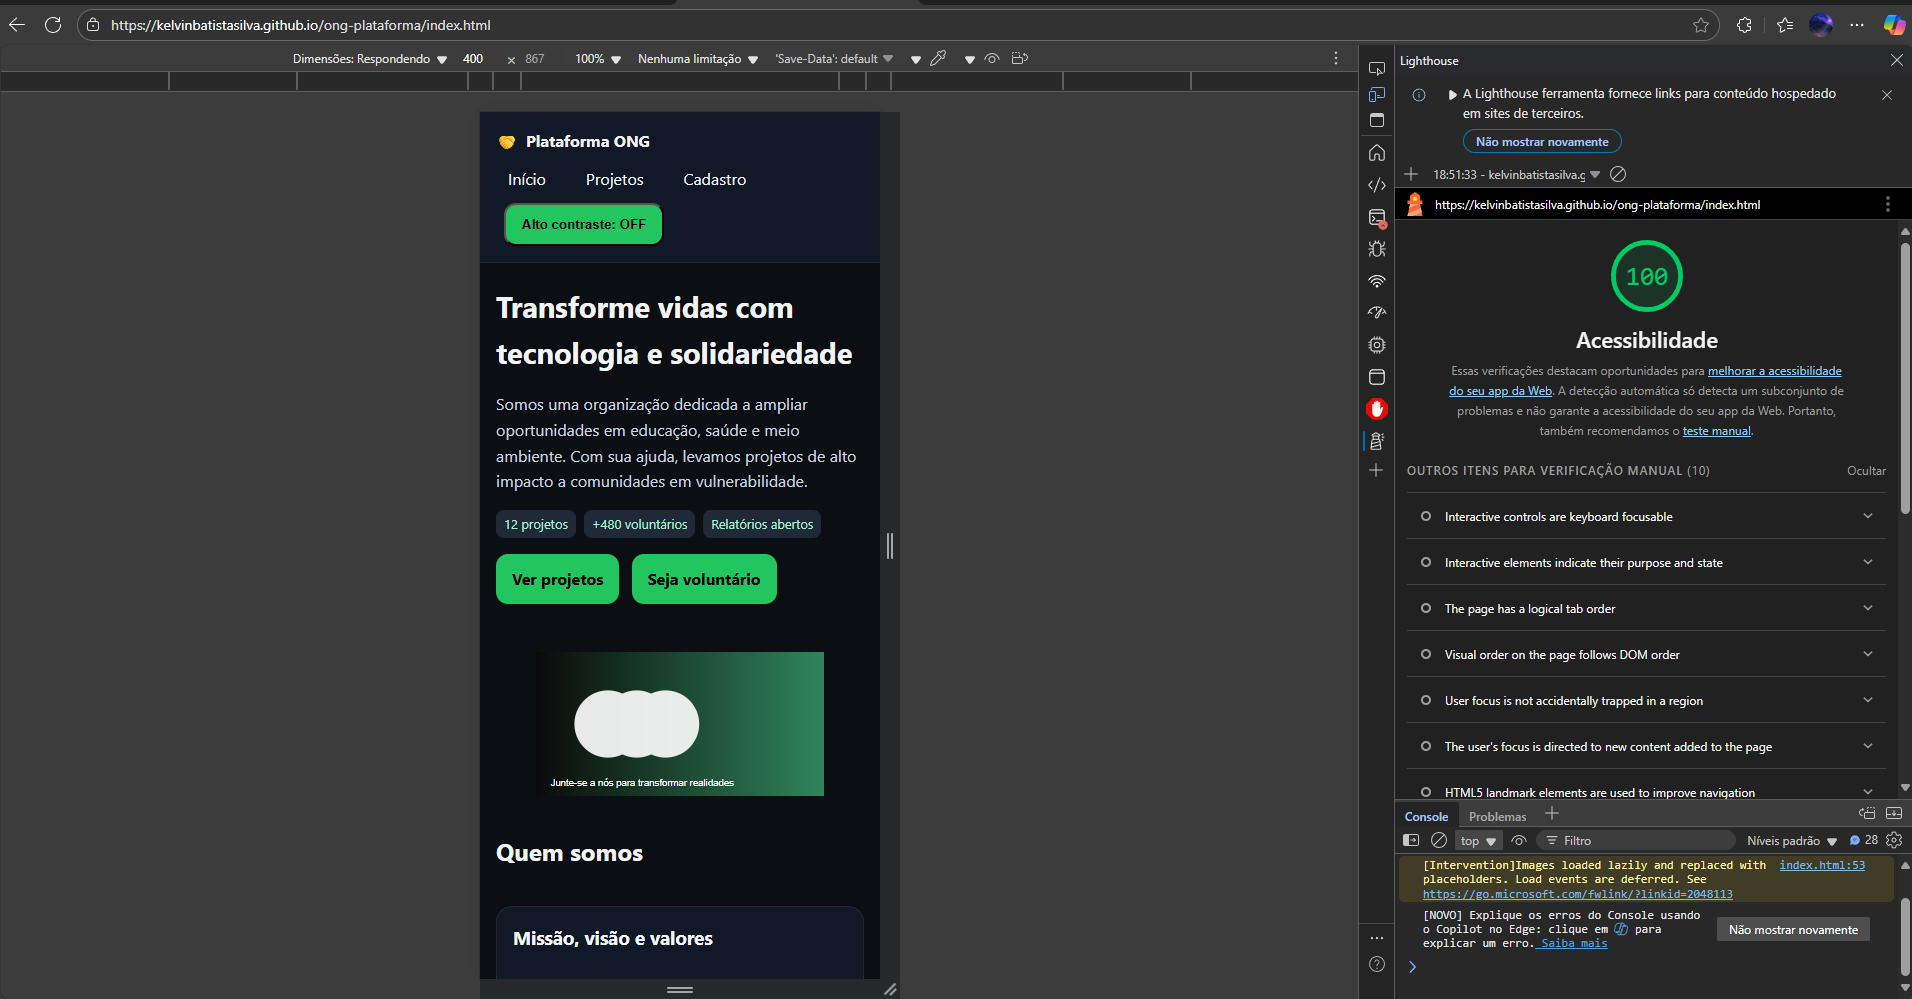 https://kelvinbatistasilva.github.io/ong-plataforma/index.html
Dimensões: Respondendo 400 × 867 100% Nenhuma limitação 'Save-Data': default
Plataforma ONG
Início Projetos Cadastro
Alto contraste: OFF
Transforme vidas com
tecnologia e solidariedade
Somos uma organização dedicada a ampliar
oportunidades em educação, saúde e meio
ambiente. Com sua ajuda, levamos projetos de alto
impacto a comunidades em vulnerabilidade.
12 projetos +480 voluntários Relatórios abertos
Ver projetos Seja voluntário
Junte-se a nós para transformar realidades
Quem somos
Missão, visão e valores
Lighthouse
A Lighthouse ferramenta fornece links para conteúdo hospedado
em sites de terceiros.
Não mostrar novamente
18:51:33 - kelvinbatistasilva.g
https://kelvinbatistasilva.github.io/ong-plataforma/index.html
100
Acessibilidade
Essas verificações destacam oportunidades para melhorar a acessibilidade
do seu app da Web. A detecção automática só detecta um subconjunto de
problemas e não garante a acessibilidade do seu app da Web. Portanto,
também recomendamos o teste manual.
OUTROS ITENS PARA VERIFICAÇÃO MANUAL (10) Ocultar
Interactive controls are keyboard focusable
Interactive elements indicate their purpose and state
The page has a logical tab order
Visual order on the page follows DOM order
User focus is not accidentally trapped in a region
The user's focus is directed to new content added to the page
HTML5 landmark elements are used to improve navigation
Console Problemas
top Filtro Níveis padrão 28
[Intervention]Images loaded lazily and replaced with index.html:53
placeholders. Load events are deferred. See
https://go.microsoft.com/fwlink/?linkid=2048113
[NOVO] Explique os erros do Console usando
o Copilot no Edge: clique em para
explicar um erro. Saiba mais
Não mostrar novamente